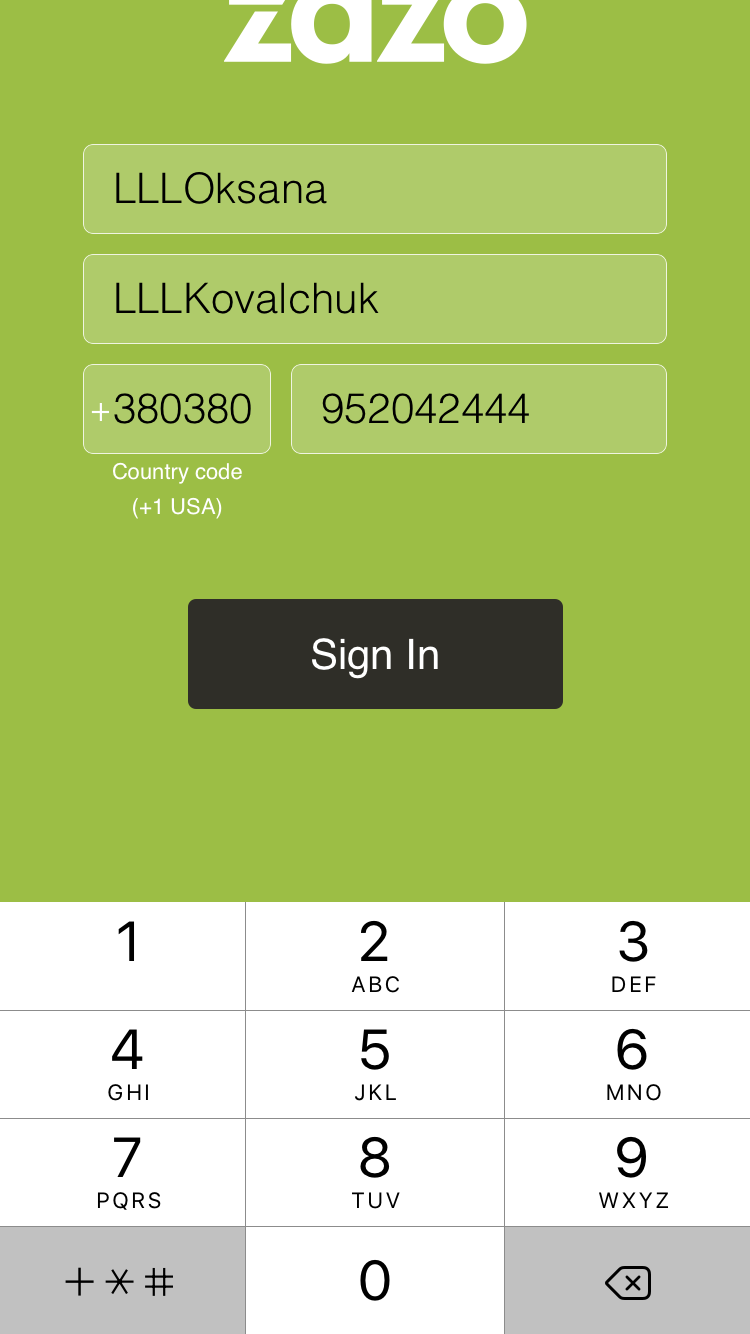 zazo
LLLOksana
LLLKovalchuk
+380380 952042444
Country code
(+1 USA)
Sign In
1 2 3
ABC DEF
4 5 6
GHI JKL MNO
7 8 9
PQRS TUV WXYZ
+*# 0